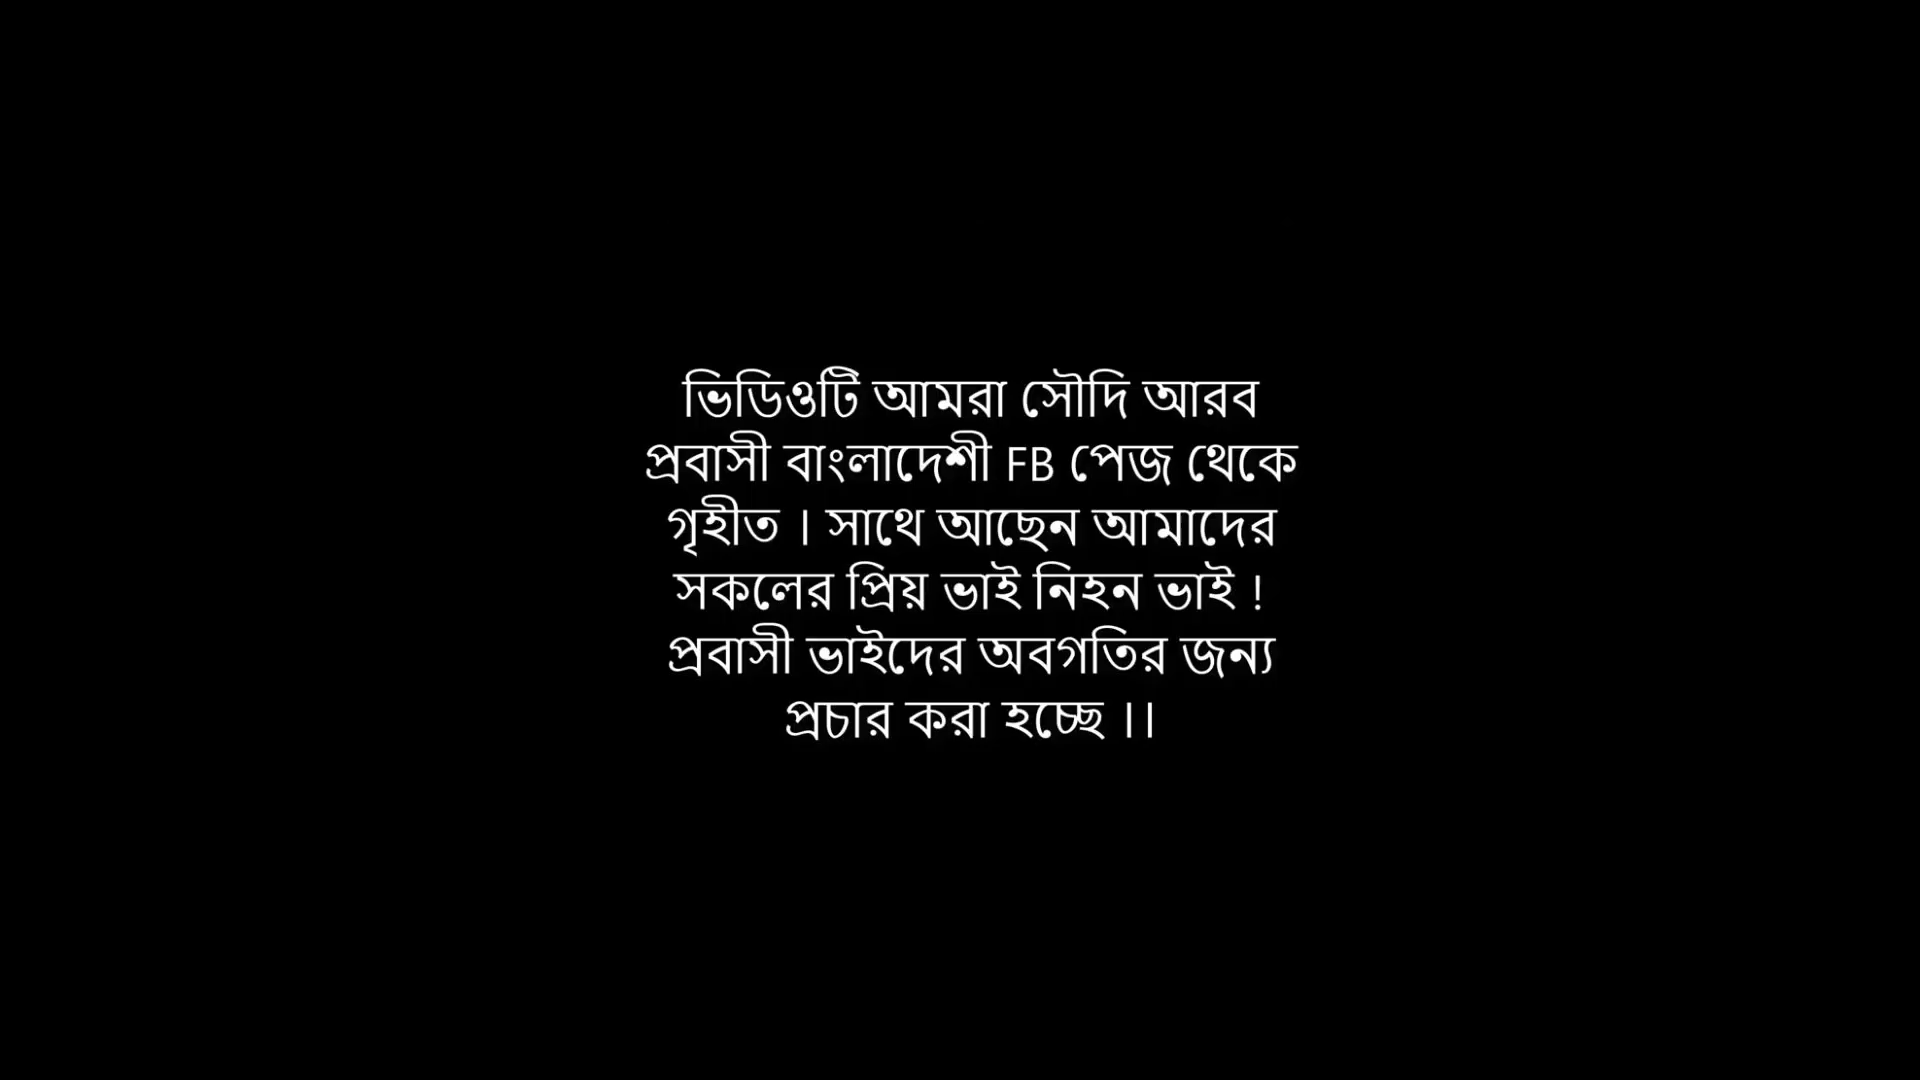 ভিডিওটি আমরা সৌদি আরব
প্রবাসী বাংলাদেশী FB পেজ থেকে
গৃহীত । সাথে আছেন আমাদের
সকলের প্রিয় ভাই নিহন ভাই !
প্রবাসী ভাইদের অবগতির জন্য
প্রচার করা হচ্ছে ।।